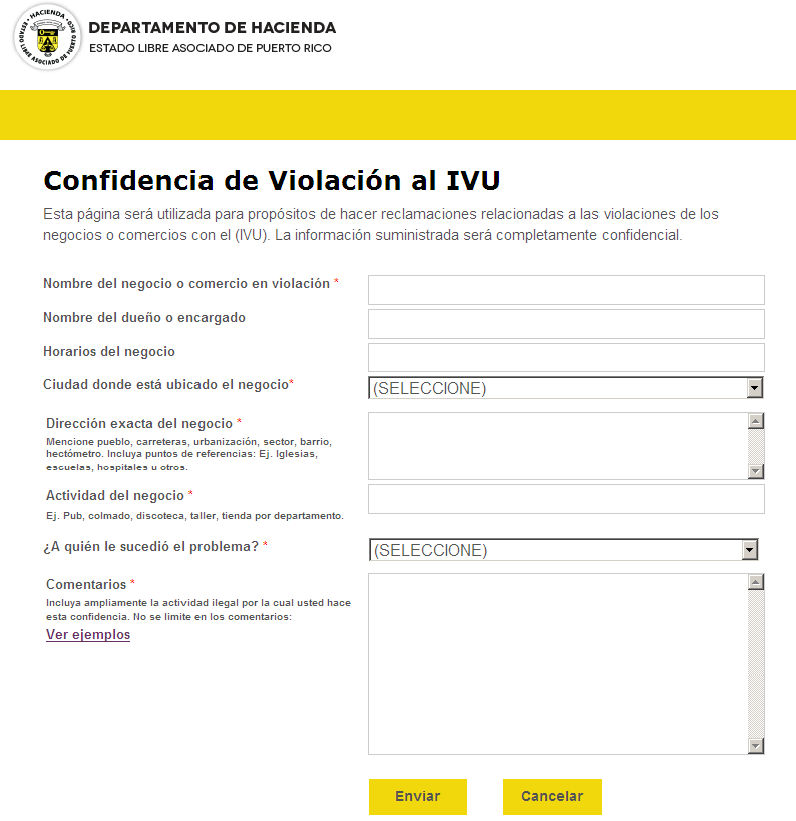 HACIENDA
ESTADO LIBRE ASOCIADO DE PUERTO RICO
DEPARTAMENTO DE HACIENDA
ESTADO LIBRE ASOCIADO DE PUERTO RICO
Confidencia de Violación al IVU
Esta página será utilizada para propósitos de hacer reclamaciones relacionadas a las violaciones de los
negocios o comercios con el (IVU). La información suministrada será completamente confidencial.
Nombre del negocio o comercio en violación *
Nombre del dueño o encargado
Horarios del negocio
Ciudad donde está ubicado el negocio*
(SELECCIONE)
Dirección exacta del negocio *
Mencione pueblo, carreteras, urbanización, sector, barrio,
hectómetro. Incluya puntos de referencias: Ej. Iglesias,
escuelas, hospitales u otros.
Actividad del negocio *
Ej. Pub, colmado, discoteca, taller, tienda por departamento.
¿A quién le sucedió el problema? *
(SELECCIONE)
Comentarios *
Incluya ampliamente la actividad ilegal por la cual usted hace
esta confidencia. No se limite en los comentarios:
Ver ejemplos
Enviar
Cancelar